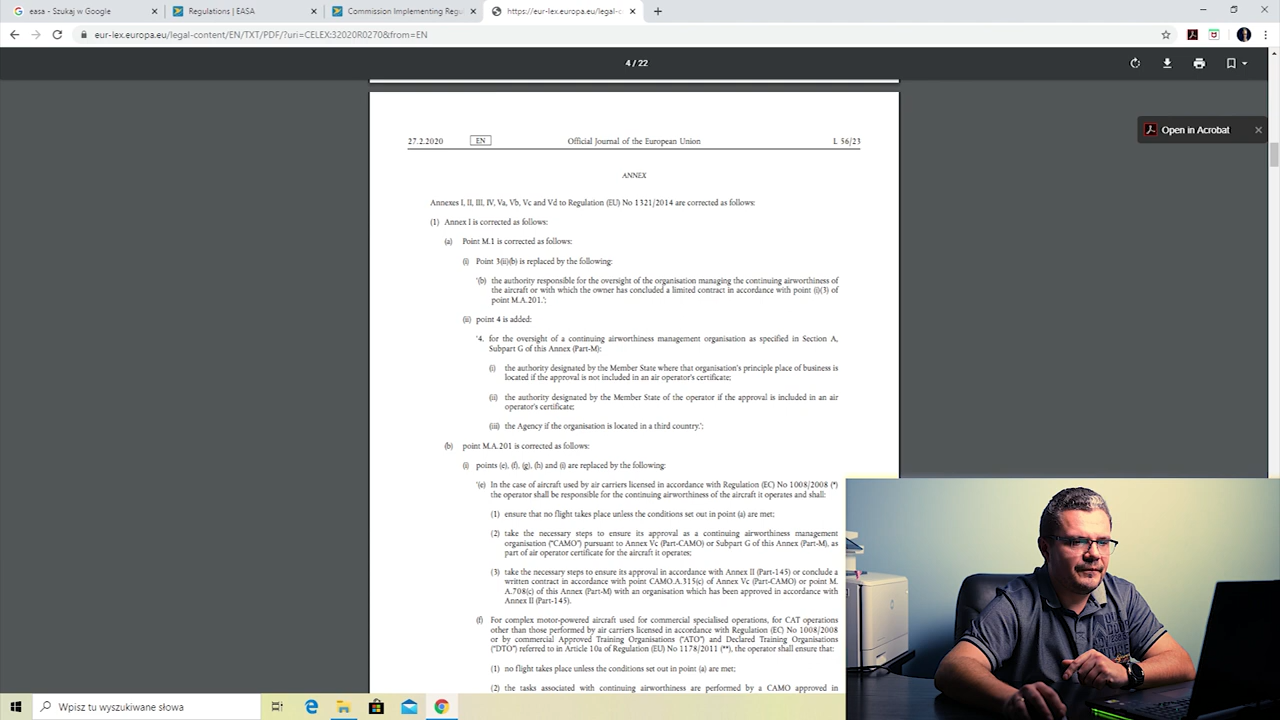 easa - Szukaj w Google
Regulations | EASA
Commission Implementing Regu
https://eur-lex.europa.eu/legal-c
eur-lex.europa.eu/legal-content/EN/TXT/PDF/?uri=CELEX:32020R0270&from=EN
4 / 22
Open in Acrobat
27.2.2020 EN Official Journal of the European Union L 56/23
ANNEX
Annexes I, II, III, IV, Va, Vb, Vc and Vd to Regulation (EU) No 1321/2014 are corrected as follows:
(1) Annex I is corrected as follows:
(a) Point M.1 is corrected as follows:
(i) Point 3(ii)(b) is replaced by the following:
‘(b) the authority responsible for the oversight of the organisation managing the continuing airworthiness of
the aircraft or with which the owner has concluded a limited contract in accordance with point (i)(3) of
point M.A.201.’;
(ii) point 4 is added:
‘4. for the oversight of a continuing airworthiness management organisation as specified in Section A,
Subpart G of this Annex (Part-M):
(i) the authority designated by the Member State where that organisation's principle place of business is
located if the approval is not included in an air operator's certificate;
(ii) the authority designated by the Member State of the operator if the approval is included in an air
operator's certificate;
(iii) the Agency if the organisation is located in a third country.’;
(b) point M.A.201 is corrected as follows:
(i) points (e), (f), (g), (h) and (i) are replaced by the following:
‘(e) In the case of aircraft used by air carriers licensed in accordance with Regulation (EC) No 1008/2008 (*)
the operator shall be responsible for the continuing airworthiness of the aircraft it operates and shall:
(1) ensure that no flight takes place unless the conditions set out in point (a) are met;
(2) take the necessary steps to ensure its approval as a continuing airworthiness management
organisation (“CAMO”) pursuant to Annex Vc (Part-CAMO) or Subpart G of this Annex (Part-M), as
part of air operator certificate for the aircraft it operates;
(3) take the necessary steps to ensure its approval in accordance with Annex II (Part-145) or conclude a
written contract in accordance with point CAMO.A.315(c) of Annex Vc (Part-CAMO) or point M.
A.708(c) of this Annex (Part-M) with an organisation which has been approved in accordance with
Annex II (Part-145).
(f) For complex motor-powered aircraft used for commercial specialised operations, for CAT operations
other than those performed by air carriers licensed in accordance with Regulation (EC) No 1008/2008
or by commercial Approved Training Organisations (“ATO”) and Declared Training Organisations
(“DTO”) referred to in Article 10a of Regulation (EU) No 1178/2011 (**), the operator shall ensure that:
(1) no flight takes place unless the conditions set out in point (a) are met;
(2) the tasks associated with continuing airworthiness are performed by a CAMO approved in
Wpisz tu wyszukiwane słowa